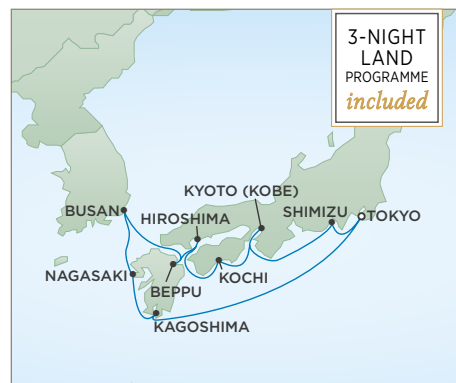 3-NIGHT
LAND
PROGRAMME
included
KYOTO (KOBE)
BUSAN
HIROSHIMA
SHIMIZU
TOKYO
NAGASAKI
BEPPU
KOCHI
KAGOSHIMA